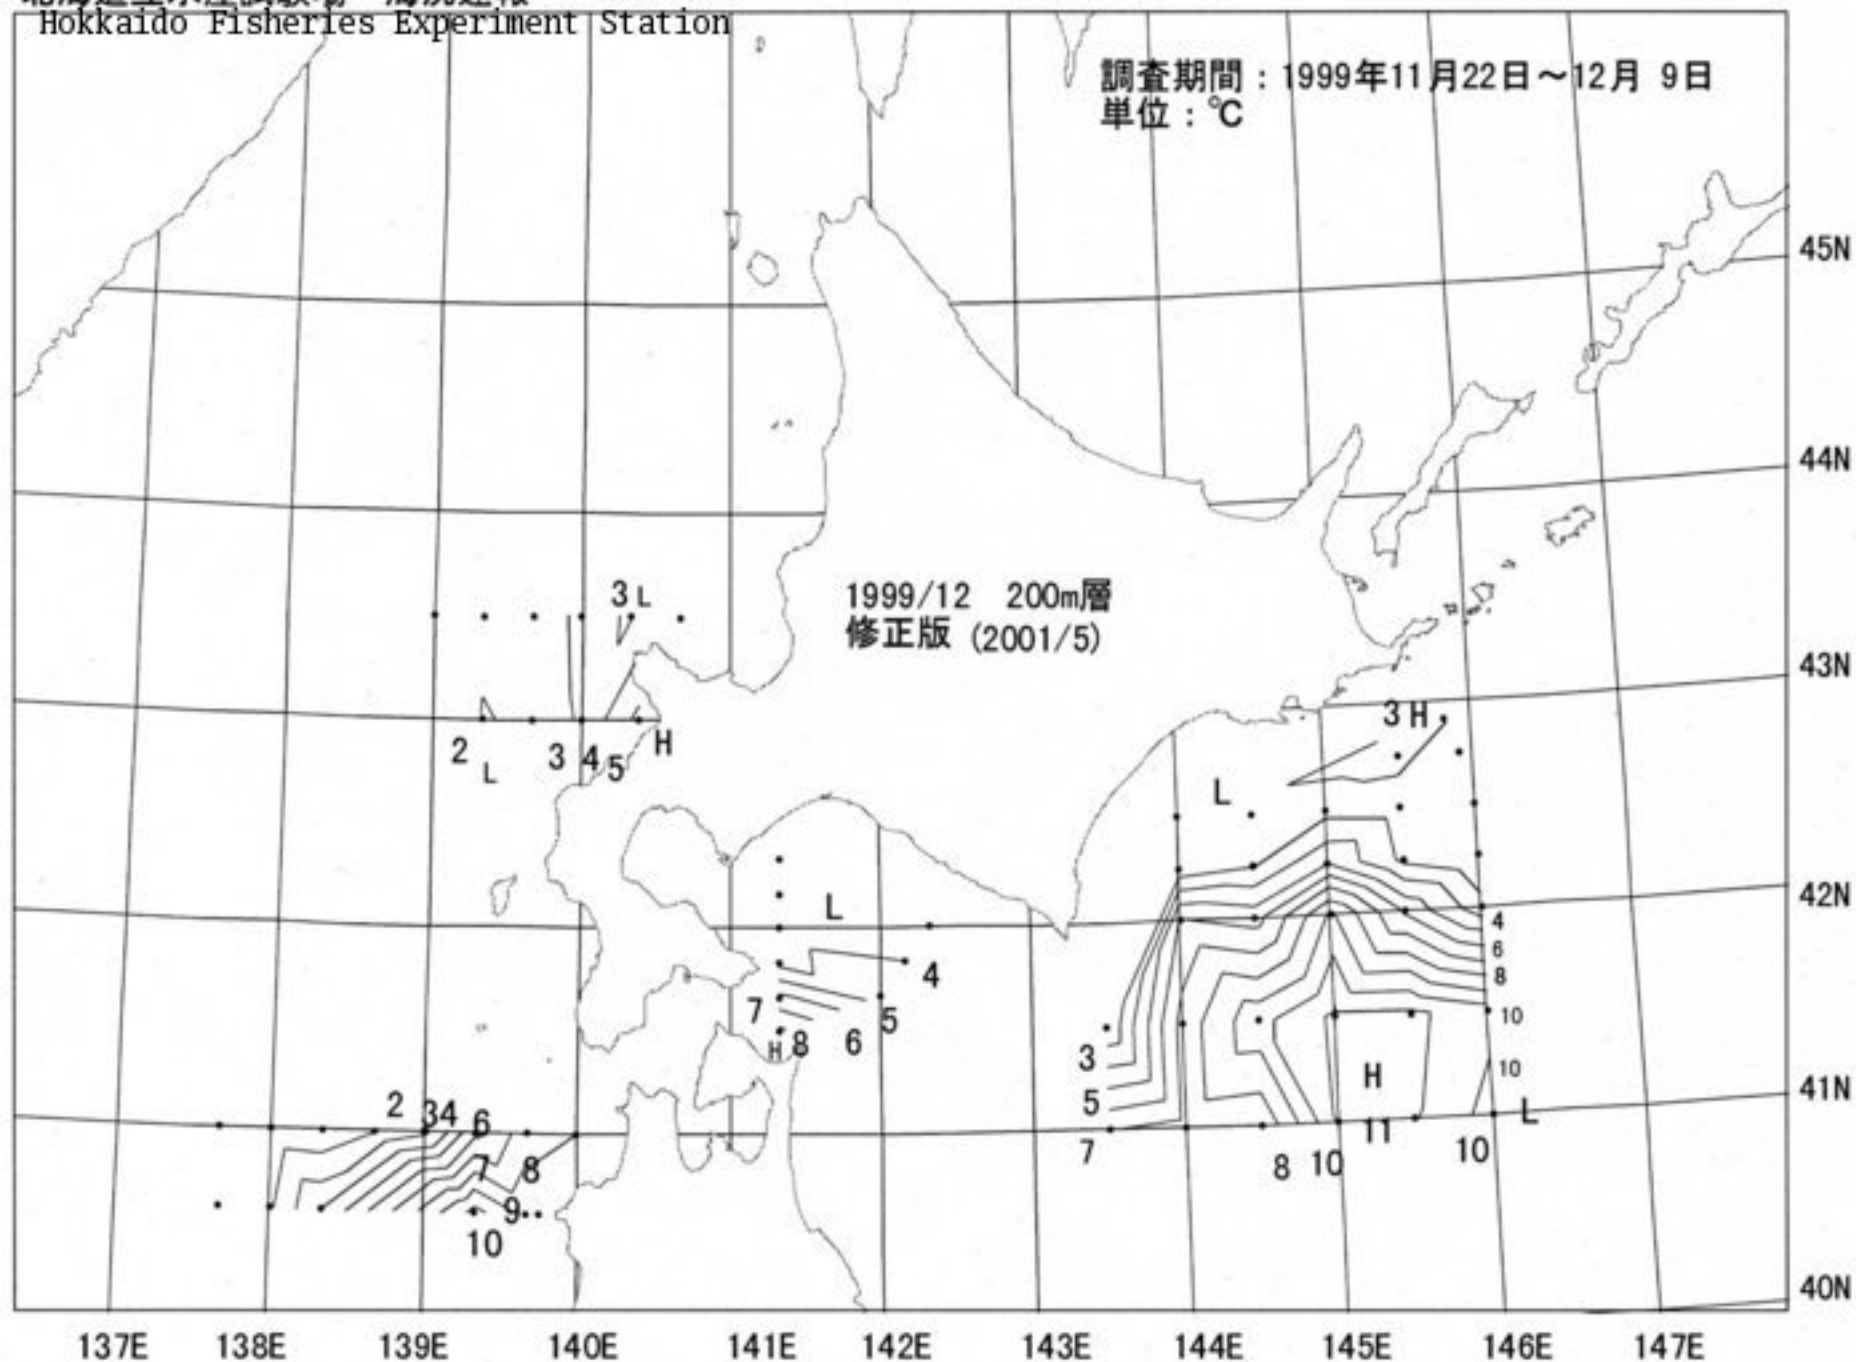 Hokkaido Fisheries Experiment Station
調査期間：1999年11月22日～12月 9日
単位：℃
45N
44N
3 L
1999/12 200m層
修正版 (2001/5)
43N
3 H
2 L 3 4 5 H
L
42N
L
4
4
6
8
7 5
H 8 6
10
3
H
10
5
41N
2 34 6
L
7
11
7 8
8 10
10
9
10
40N
137E 138E 139E 140E 141E 142E 143E 144E 145E 146E 147E